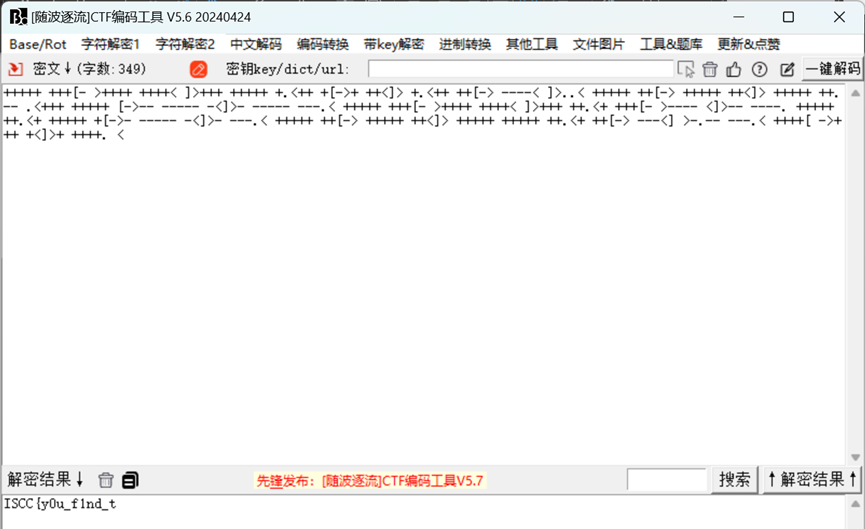 [随波逐流]CTF编码工具 V5.6 20240424
Base/Rot 字符解密1 字符解密2 中文解码 编码转换 带key解密 进制转换 其他工具 文件图片 工具&题库 更新&点赞
密文↓(字数:349) 密钥key/dict/url: 一键解码
+++++ +++[- >++++ ++++< ]>+++ +++++ +.<++ +[->+ ++<]> +.<++ ++[-> ----< ]>..< +++++ ++[-> +++++ ++<]> +++++ ++.
-- .<+++ +++++ [->-- ----- -<]>- ----- ---.< +++++ +++[- >++++ ++++< ]>+++ ++.<+ +++[- >---- <]>-- ----. +++++
++.<+ +++++ +[->- ----- -<]>- ---.< +++++ ++[-> +++++ ++<]> +++++ +++++ ++.<+ ++[-> ---<] >-.-- ---.< ++++[ ->+
++ +<]>+ ++++. <
解密结果↓ 先锋发布：[随波逐流]CTF编码工具V5.7 搜索 ↑解密结果↑
ISCC{y0u_f1nd_t